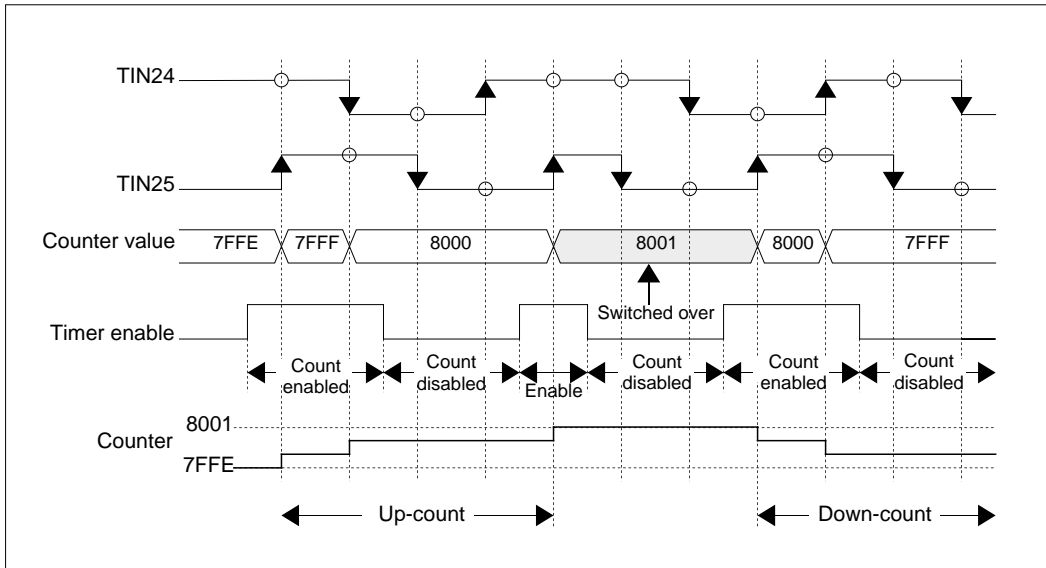 TIN24
TIN25
Counter value
7FFE
7FFF
8000
8001
8000
7FFF
Switched over
Timer enable
Count
enabled
Count
disabled
Enable
Count
disabled
Count
enabled
Count
disabled
Counter
8001
7FFE
Up-count
Down-count